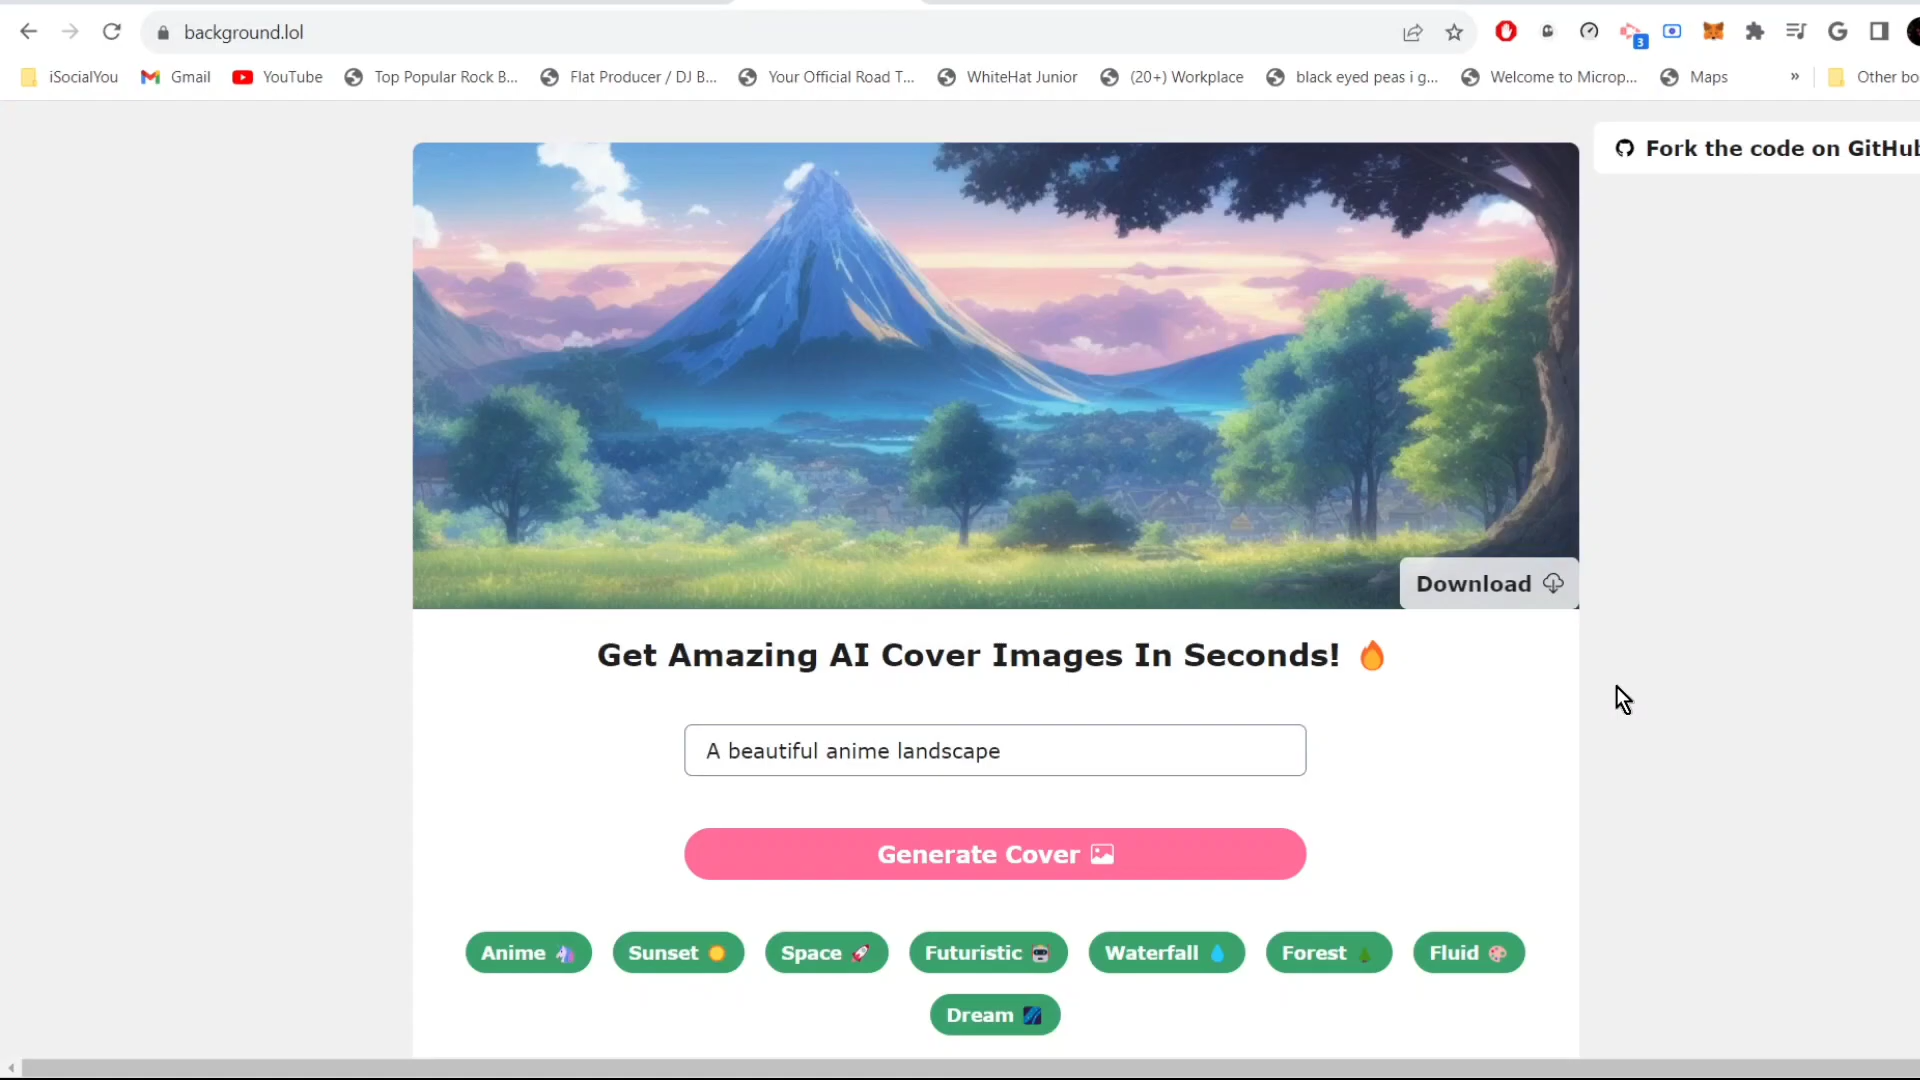 background.lol
3
iSocialYou Gmail YouTube Top Popular Rock B... Flat Producer / DJ B... Your Official Road T... WhiteHat Junior (20+) Workplace black eyed peas i g... Welcome to Microp... Maps » Other bo
Fork the code on GitHub
Download
Get Amazing AI Cover Images In Seconds! 🔥
A beautiful anime landscape
Generate Cover
Anime Sunset Space Futuristic Waterfall Forest Fluid
Dream